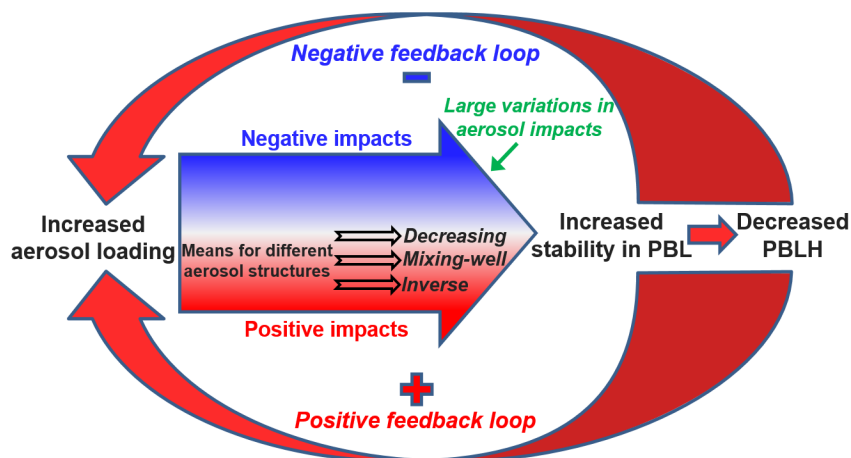 Negative feedback loop
Large variations in
aerosol impacts
Negative impacts
Increased
aerosol loading
Means for different
aerosol structures
Decreasing
Mixing-well
Inverse
Increased
stability in PBL
Decreased
PBLH
Positive impacts
Positive feedback loop